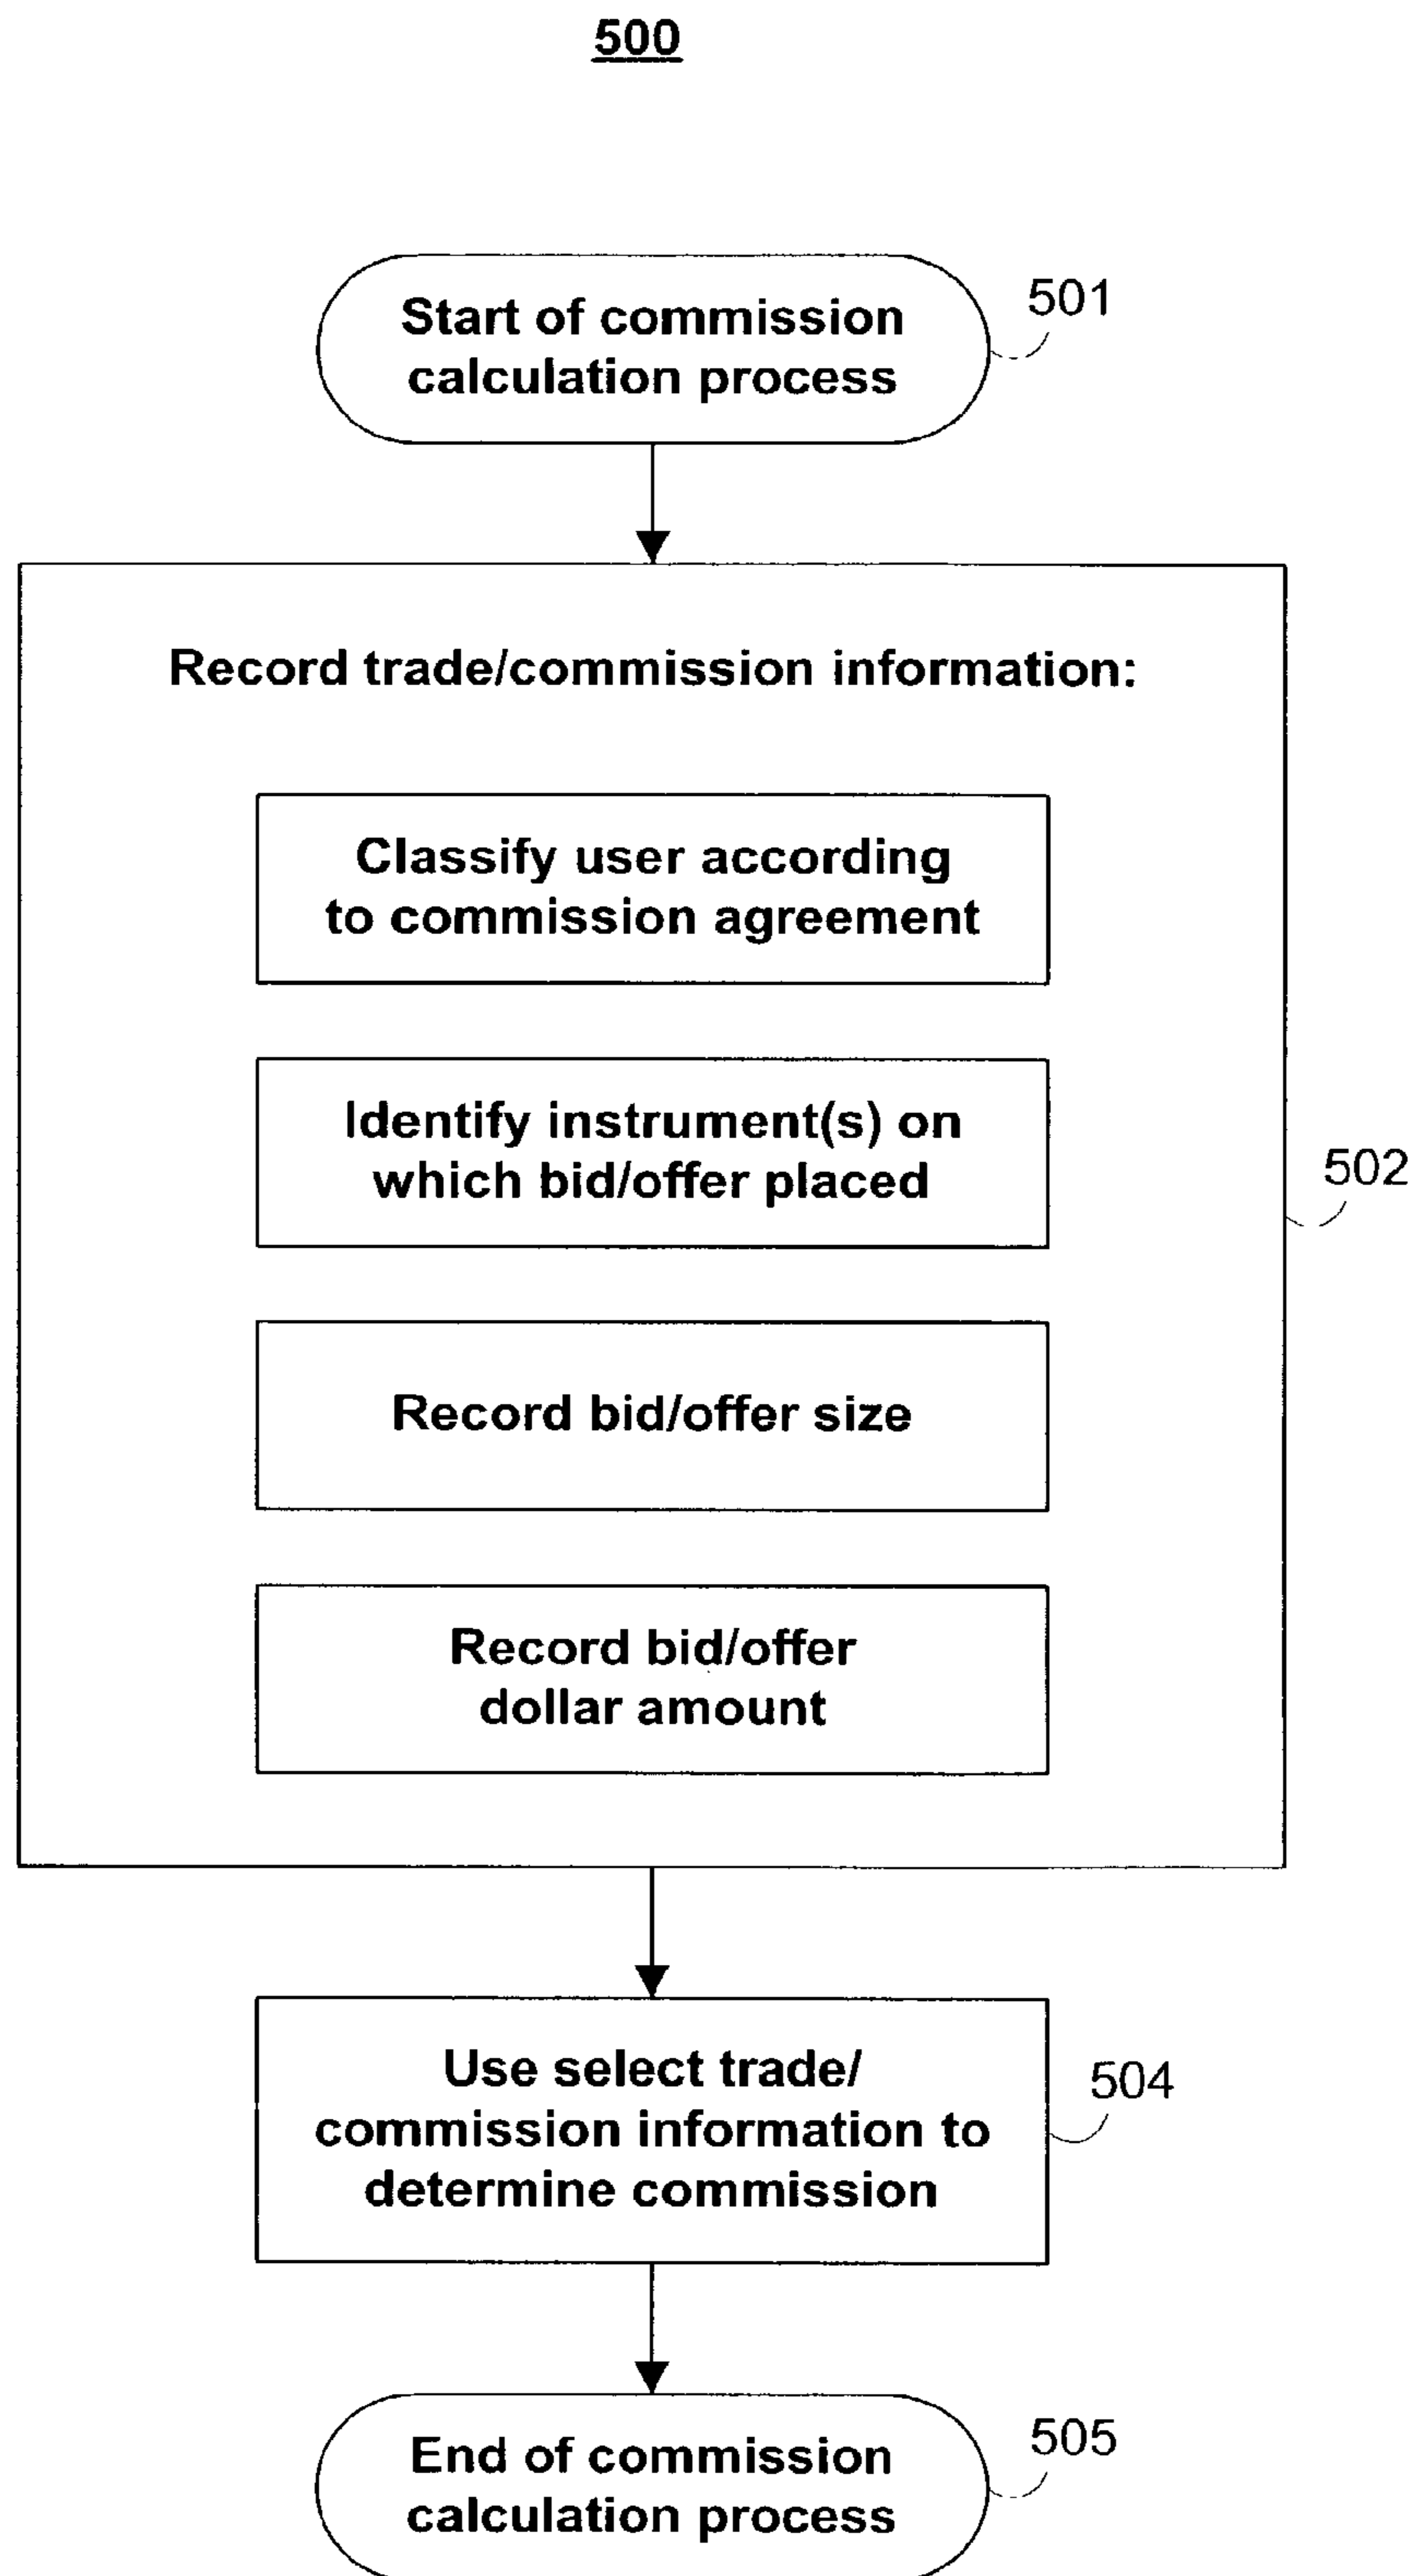 500
Start of commission
calculation process
501
Record trade/commission information:
Classify user according
to commission agreement
Identify instrument(s) on
which bid/offer placed
502
Record bid/offer size
Record bid/offer
dollar amount
Use select trade/
commission information to
determine commission
504
End of commission
calculation process
505